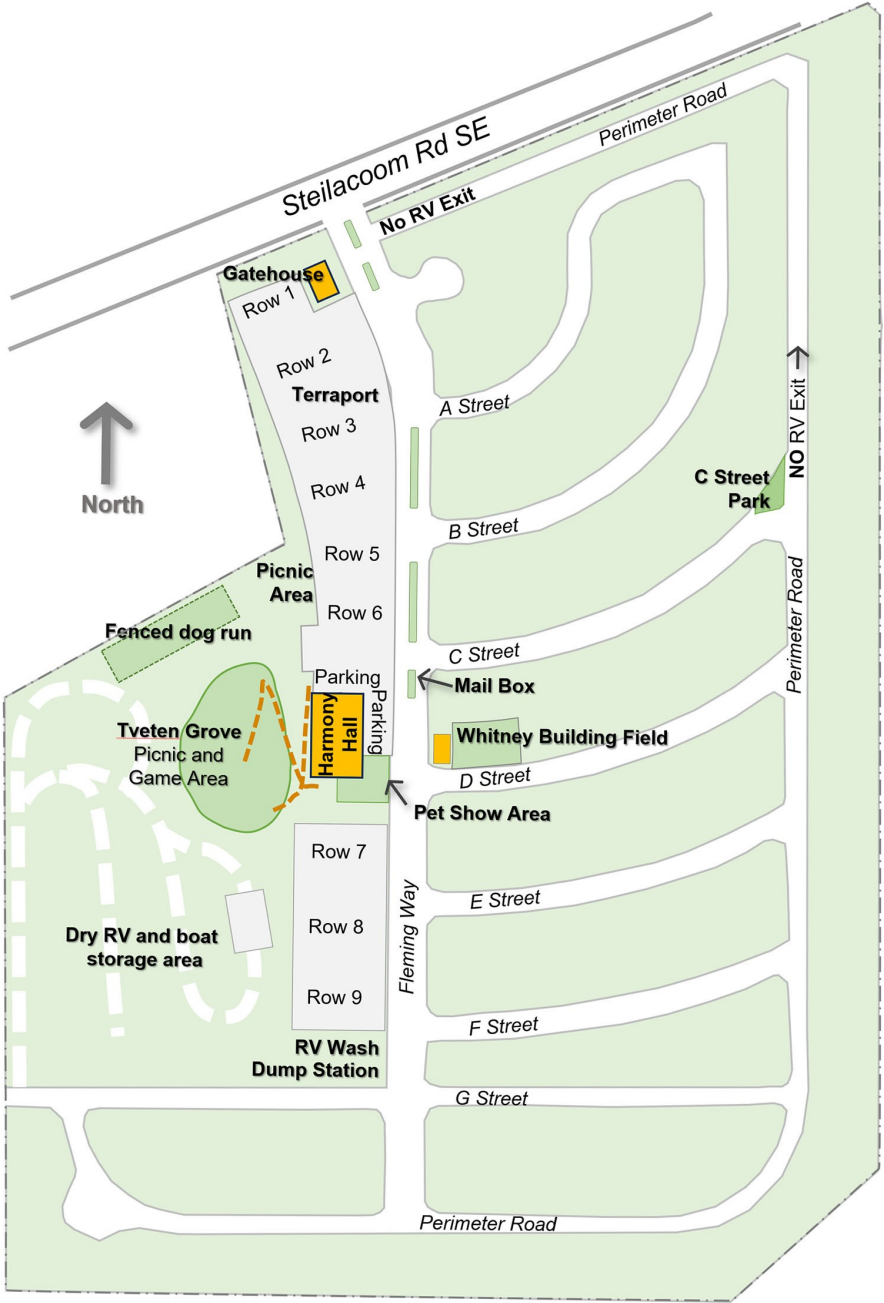 Perimeter Road
Steilacoom Rd SE
No RV Exit
Gatehouse
Row 1
Row 2
Terraport
Row 3
A Street
NO RV Exit
Row 4
C Street
Park
North
B Street
Row 5
Picnic
Area
Row 6
Perimeter Road
Fenced dog run
C Street
Parking
Mail Box
Parking
Harmony
Hall
Tveten Grove
Picnic and
Game Area
Whitney Building Field
D Street
Pet Show Area
Row 7
E Street
Fleming Way
Row 8
Dry RV and boat
storage area
Row 9
F Street
RV Wash
Dump Station
G Street
Perimeter Road